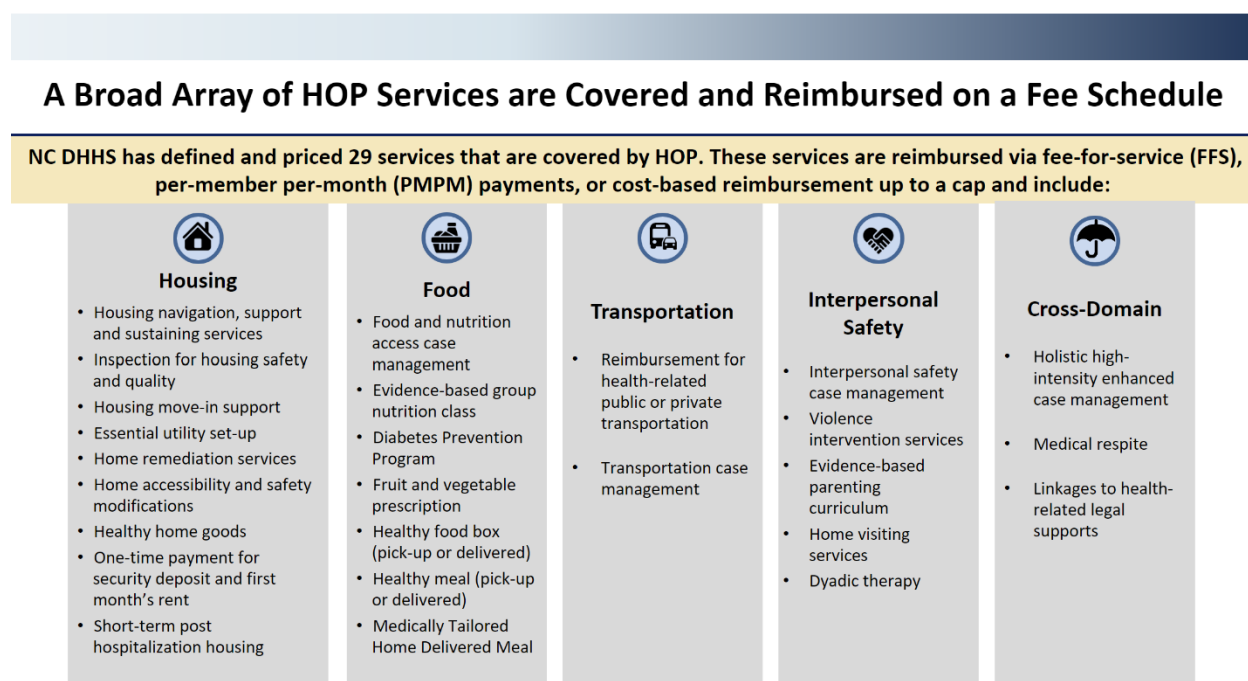 A Broad Array of HOP Services are Covered and Reimbursed on a Fee Schedule
NC DHHS has defined and priced 29 services that are covered by HOP. These services are reimbursed via fee-for-service (FFS),
per-member per-month (PMPM) payments, or cost-based reimbursement up to a cap and include:
Housing
• Housing navigation, support
and sustaining services
• Inspection for housing safety
and quality
• Housing move-in support
• Essential utility set-up
• Home remediation services
• Home accessibility and safety
modifications
• Healthy home goods
• One-time payment for
security deposit and first
month's rent
• Short-term post
hospitalization housing
Food
• Food and nutrition
access case
management
• Evidence-based group
nutrition class
• Diabetes Prevention
Program
• Fruit and vegetable
prescription
• Healthy food box
(pick-up or delivered)
• Healthy meal (pick-up
or delivered)
• Medically Tailored
Home Delivered Meal
Transportation
• Reimbursement for
health-related
public or private
transportation
• Transportation case
management
Interpersonal
Safety
• Interpersonal safety
case management
• Violence
intervention services
• Evidence-based
parenting
curriculum
• Home visiting
services
• Dyadic therapy
Cross-Domain
• Holistic high-
intensity enhanced
case management
• Medical respite
• Linkages to health-
related legal
supports